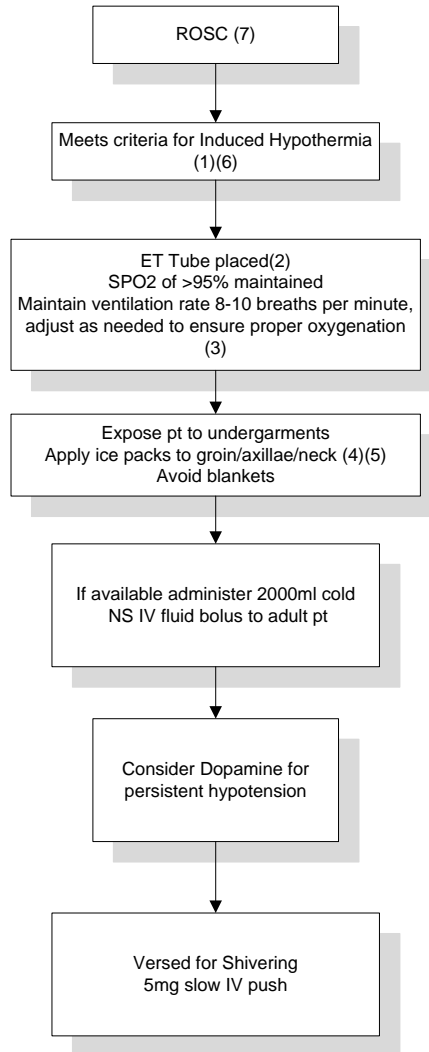 ROSC (7)
Meets criteria for Induced Hypothermia
(1)(6)
ET Tube placed(2)
SPO2 of >95% maintained
Maintain ventilation rate 8-10 breaths per minute,
adjust as needed to ensure proper oxygenation
(3)
Expose pt to undergarments
Apply ice packs to groin/axillae/neck (4)(5)
Avoid blankets
If available administer 2000ml cold
NS IV fluid bolus to adult pt
Consider Dopamine for
persistent hypotension
Versed for Shivering
5mg slow IV push